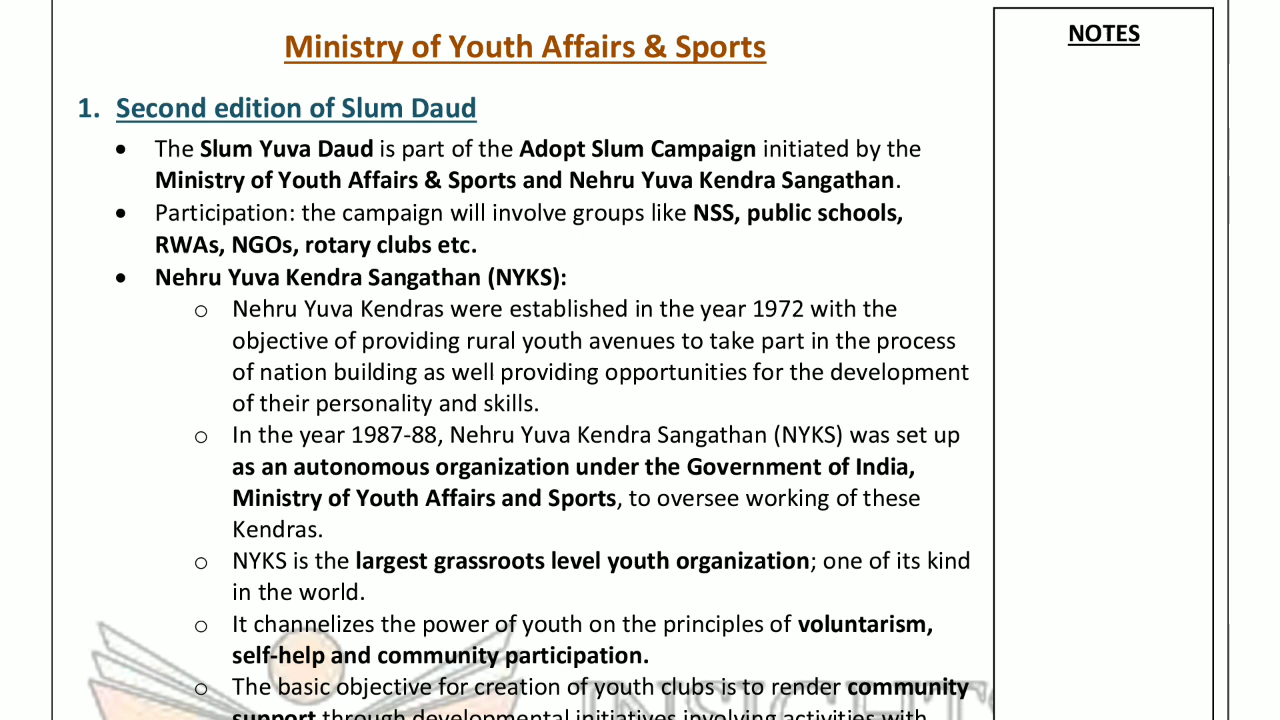 Ministry of Youth Affairs & Sports
NOTES
1. Second edition of Slum Daud
• The Slum Yuva Daud is part of the Adopt Slum Campaign initiated by the
Ministry of Youth Affairs & Sports and Nehru Yuva Kendra Sangathan.
• Participation: the campaign will involve groups like NSS, public schools,
RWAs, NGOs, rotary clubs etc.
• Nehru Yuva Kendra Sangathan (NYKS):
o Nehru Yuva Kendras were established in the year 1972 with the
objective of providing rural youth avenues to take part in the process
of nation building as well providing opportunities for the development
of their personality and skills.
o In the year 1987-88, Nehru Yuva Kendra Sangathan (NYKS) was set up
as an autonomous organization under the Government of India,
Ministry of Youth Affairs and Sports, to oversee working of these
Kendras.
o NYKS is the largest grassroots level youth organization; one of its kind
in the world.
o It channelizes the power of youth on the principles of voluntarism,
self-help and community participation.
o The basic objective for creation of youth clubs is to render community
support through developmental initiatives involving activities with